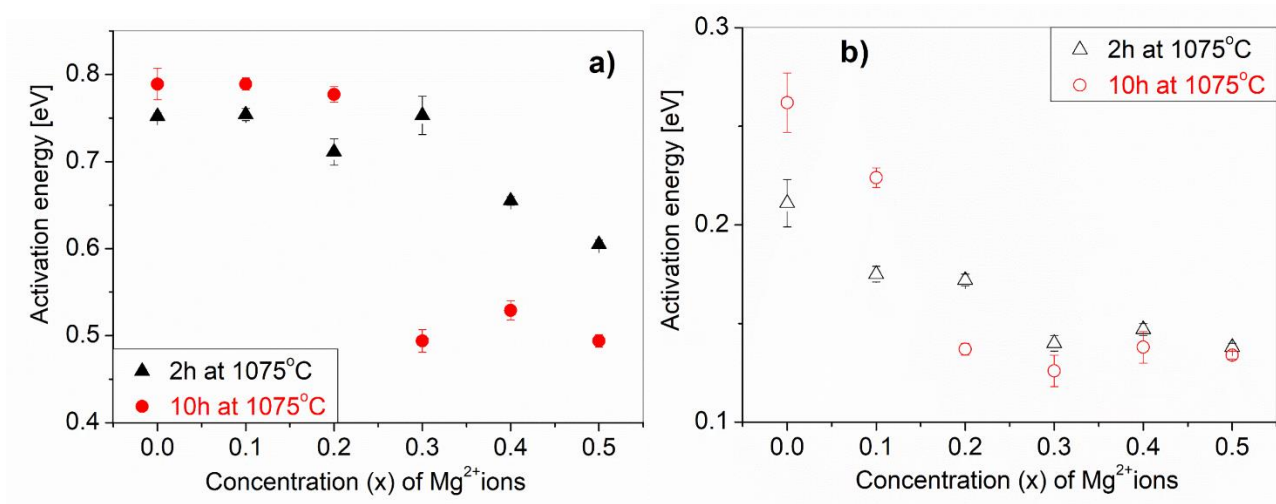 a)
0.8
0.7
0.6
0.5
0.4
Activation energy [eV]
2h at 1075°C
10h at 1075°C
0.0 0.1 0.2 0.3 0.4 0.5
Concentration (x) of Mg²⁺ions
b)
2h at 1075°C
10h at 1075°C
0.3
0.2
0.1
Activation energy [eV]
0.0 0.1 0.2 0.3 0.4 0.5
Concentration (x) of Mg²⁺ions